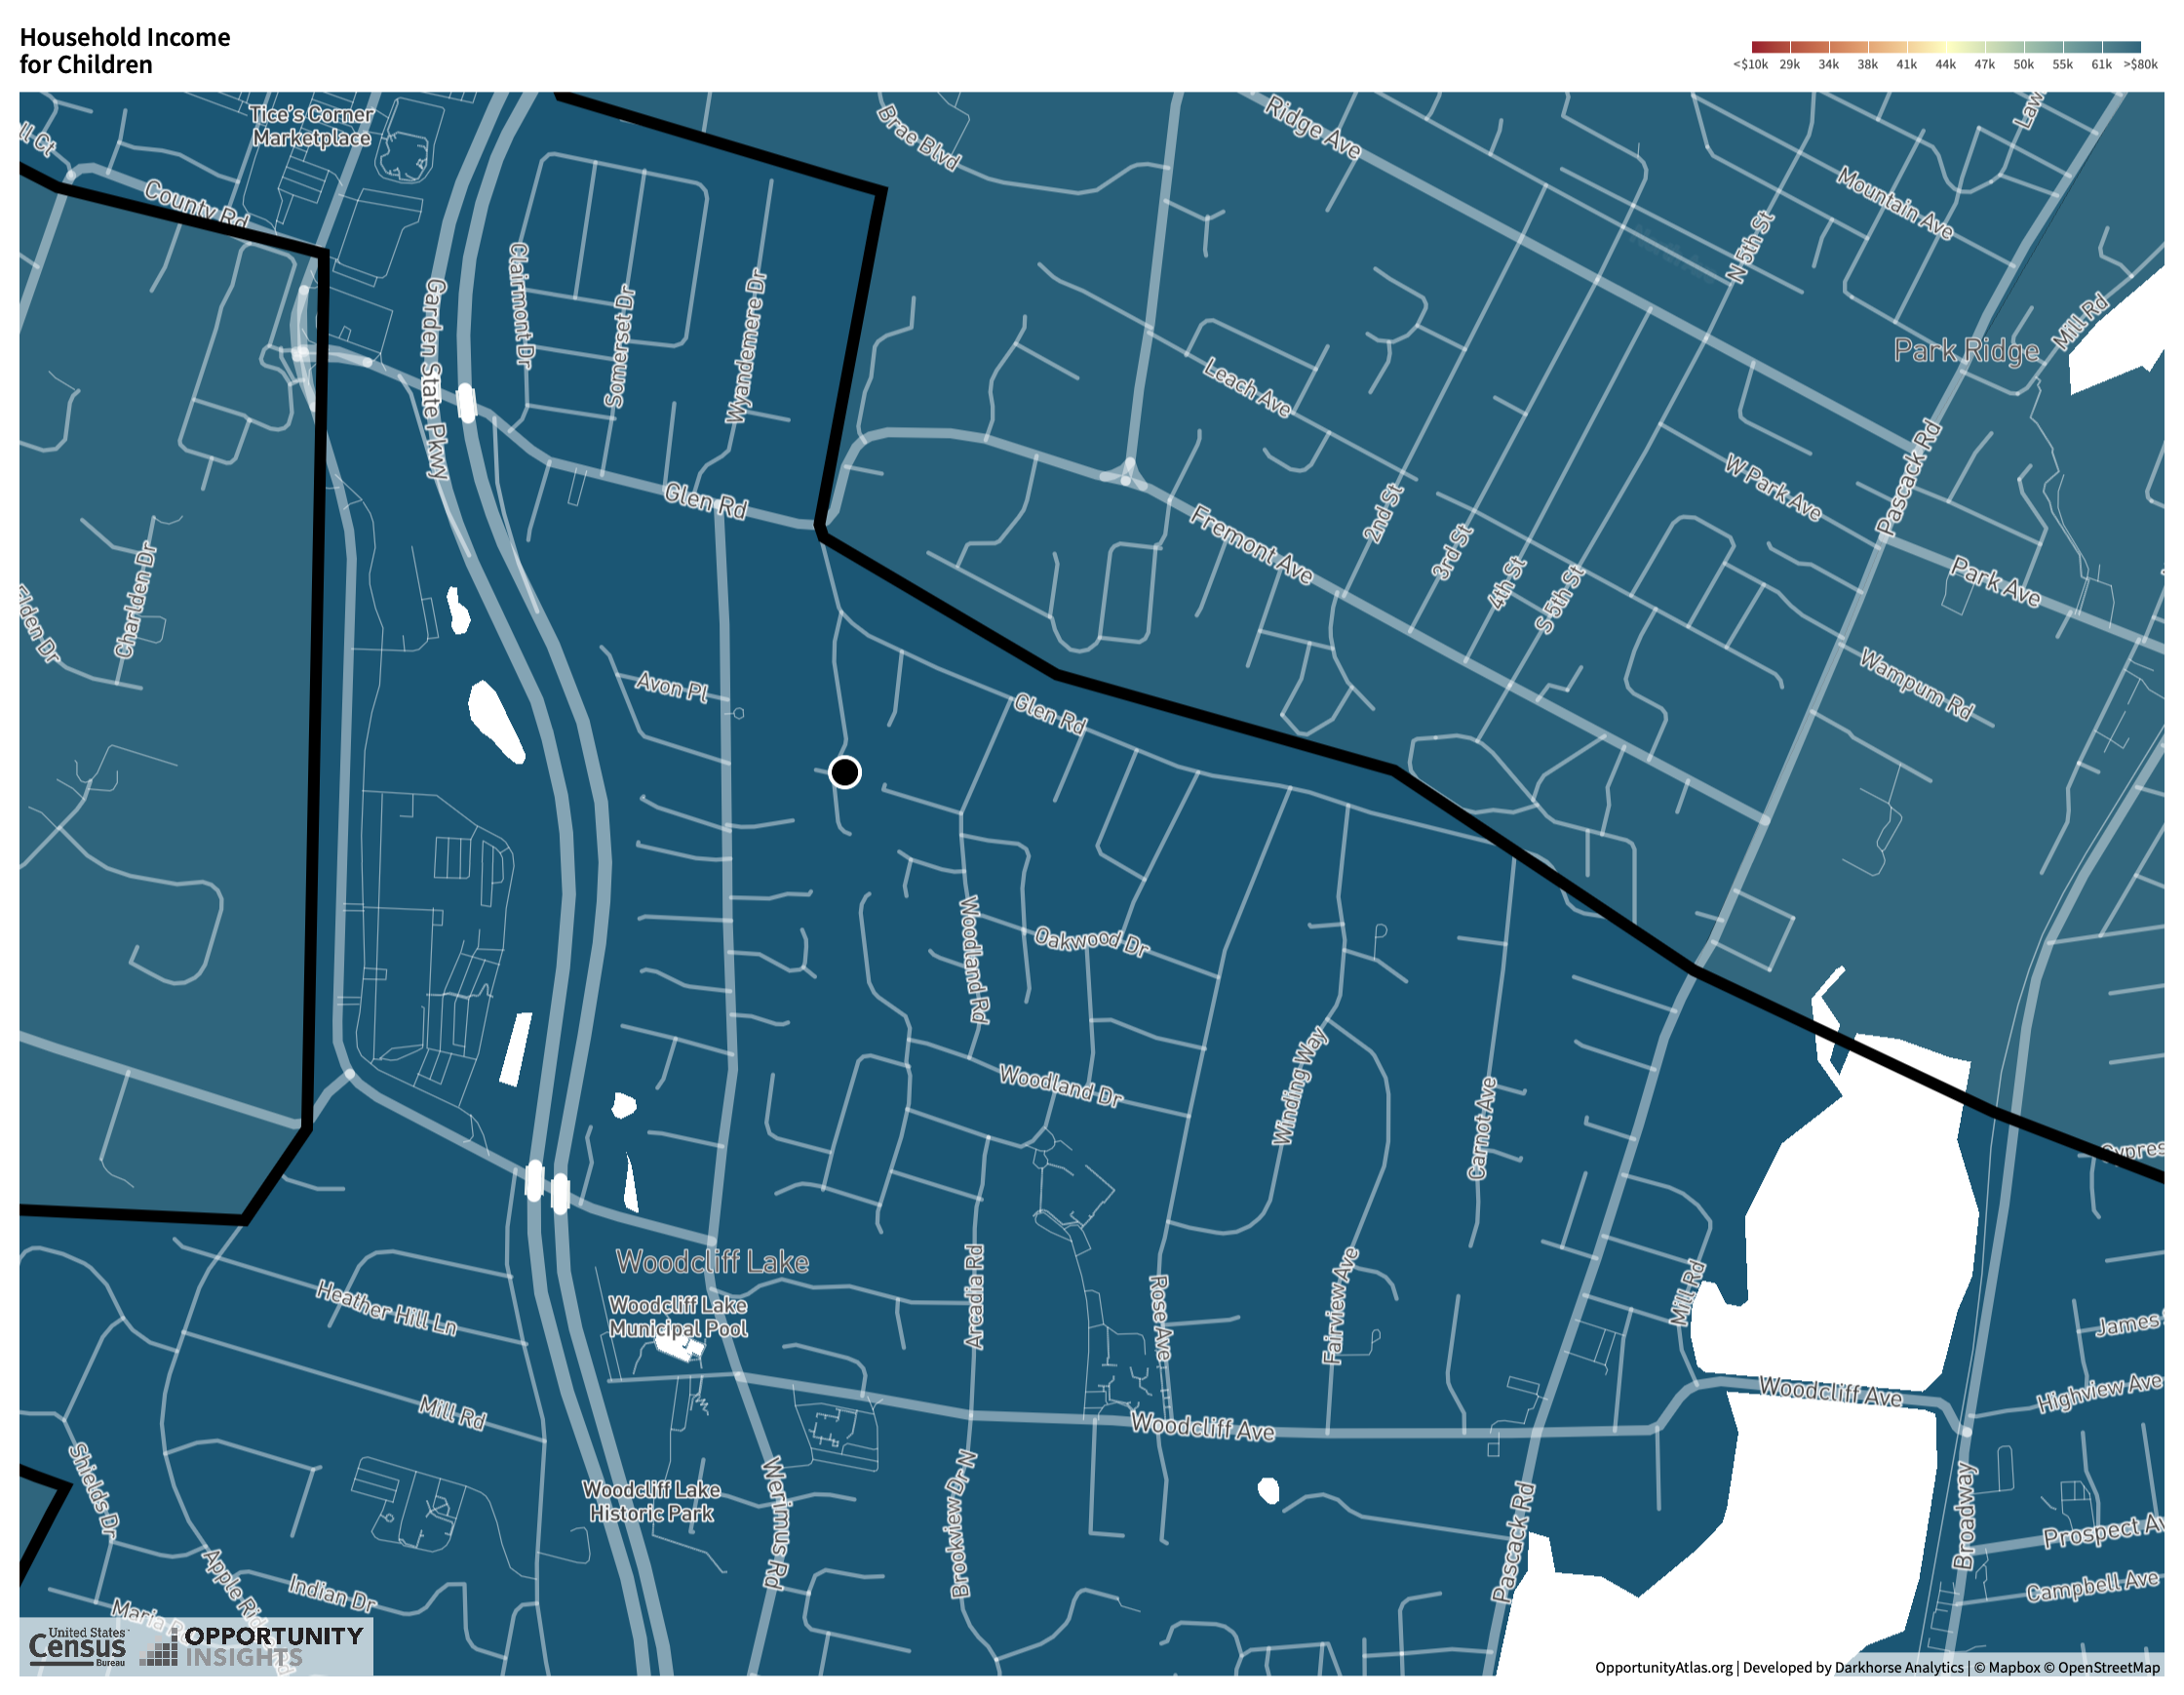 Household Income
for Children
<$10k 29k 34k 38k 41k 44k 47k 50k 55k 61k >$80k
Tice's Corner
Marketplace
ll Ct
County Rd
Brae Blvd
Ridge Ave
Law
Mountain Ave
N 5th St
Garden State Pkwy
Clairmont Dr
Somerset Dr
Wyandemere Dr
Park Ridge
Mill Rd
Leach Ave
Pascack Rd
W Park Ave
Glen Rd
Fremont Ave
2nd St
3rd St
4th St
S 5th St
Park Ave
Charlden Dr
Elden Dr
Avon Pl
Glen Rd
Wampum Rd
Woodland Rd
Oakwood Dr
Woodland Dr
Winding Way
Carnot Ave
Cypres
Woodcliff Lake
Woodcliff Lake
Municipal Pool
Heather Hill Ln
Arcadia Rd
Rose Ave
Fairview Ave
Mill Rd
James
Mill Rd
Woodcliff Ave
Woodcliff Ave
Highview Ave
Shields Dr
Woodcliff Lake
Historic Park
Werimus Rd
Brookview Dr N
Pascack Rd
Broadway
Prospect Av
Campbell Ave
Apple Rid
Indian Dr
Maria D
United States™
Census
Bureau
OPPORTUNITY
INSIGHTS
OpportunityAtlas.org | Developed by Darkhorse Analytics | © Mapbox © OpenStreetMap